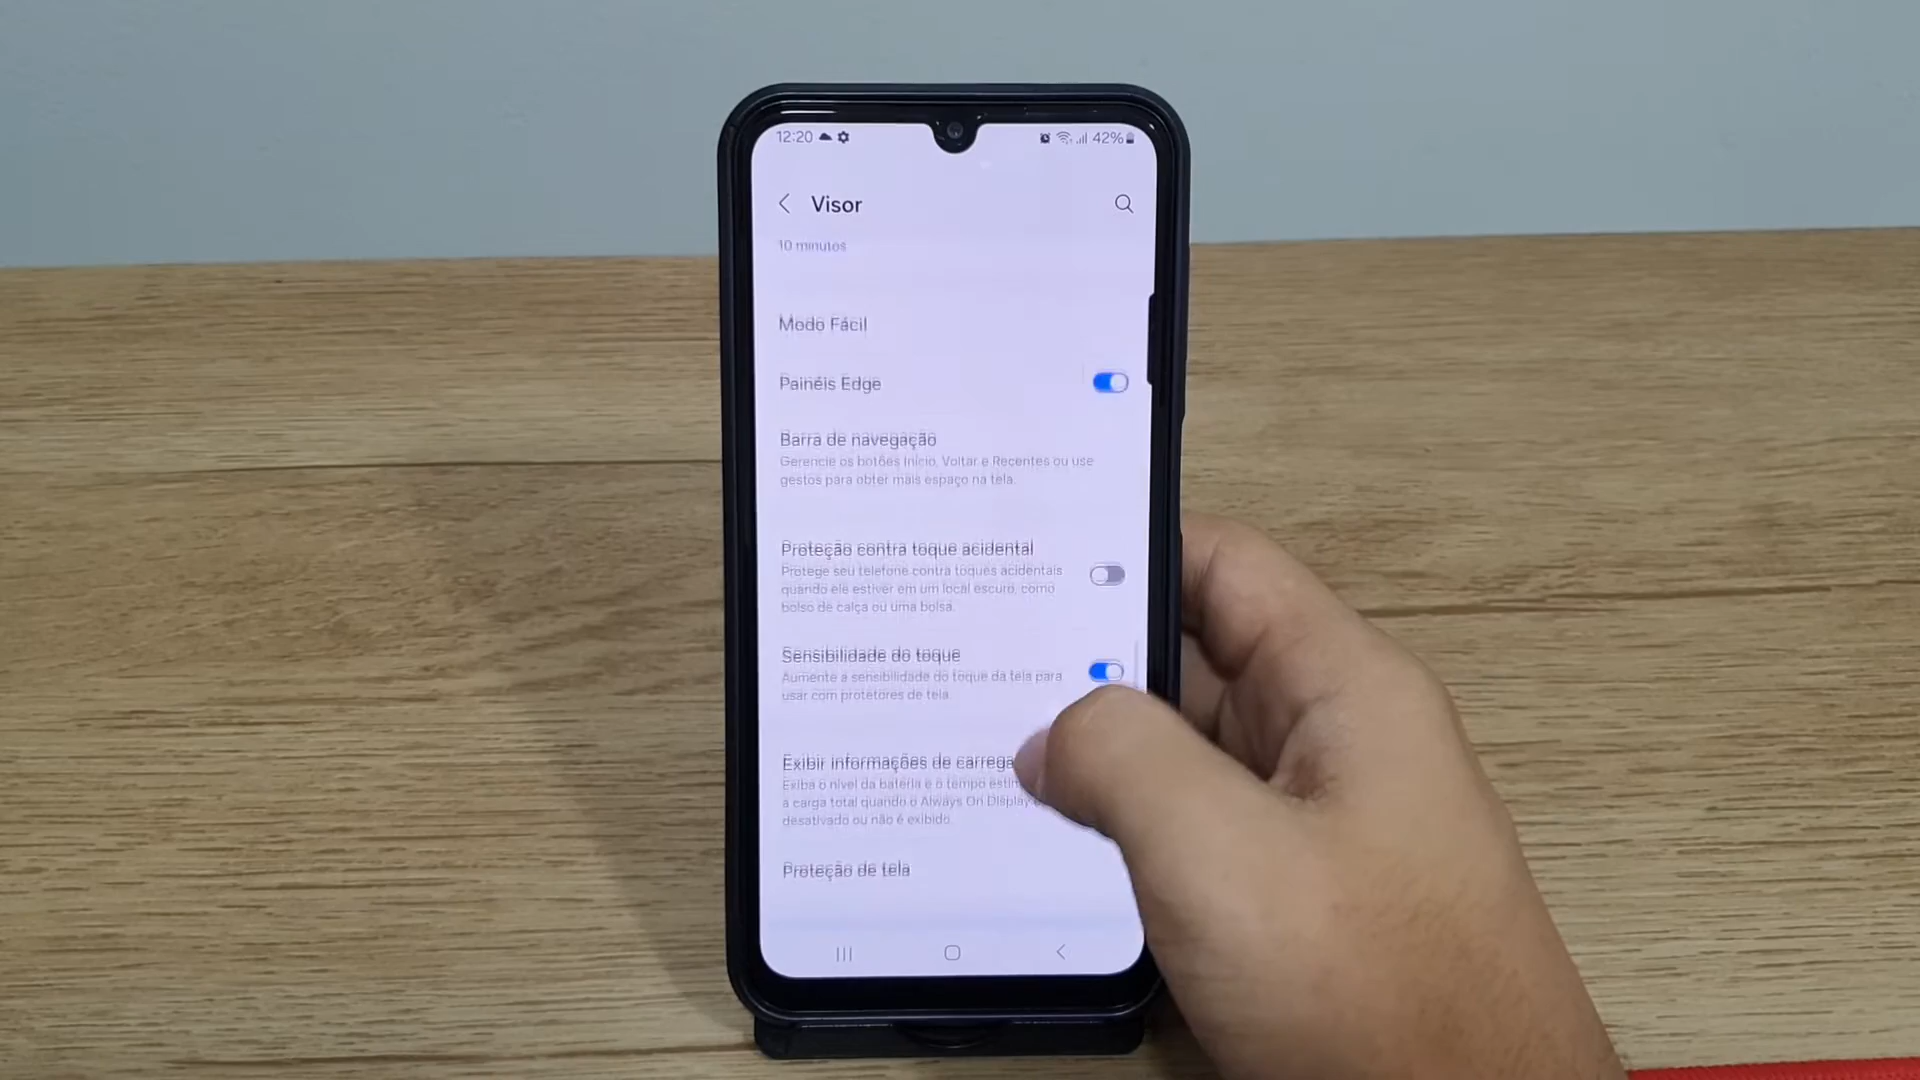 12:20
42%
Visor
10 minutos
Modo Fácil
Painéis Edge
Barra de navegação
Gerencie os botões Início, Voltar e Recentes ou use
gestos para obter mais espaço na tela.
Proteção contra toque acidental
Protege seu telefone contra toques acidentais
quando ele estiver em um local escuro, como
bolso de calça ou uma bolsa.
Sensibilidade do toque
Aumente a sensibilidade do toque da tela para
usar com protetores de tela.
Exibir informações de carrega
Exiba o nível da bateria e o tempo estim
a carga total quando o Always On Display
desativado ou não é exibido.
Proteção de tela